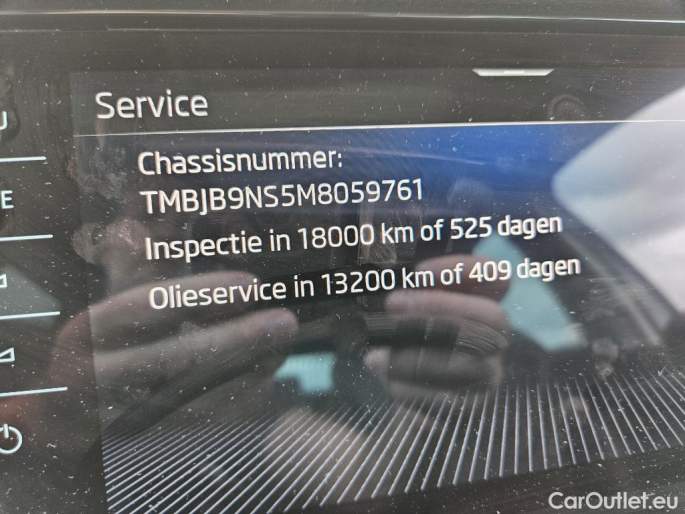 Service
Chassisnummer:
TMBJB9NS5M8059761
Inspectie in 18000 km of 525 dagen
Olieservice in 13200 km of 409 dagen
U
E
CarOutlet.eu